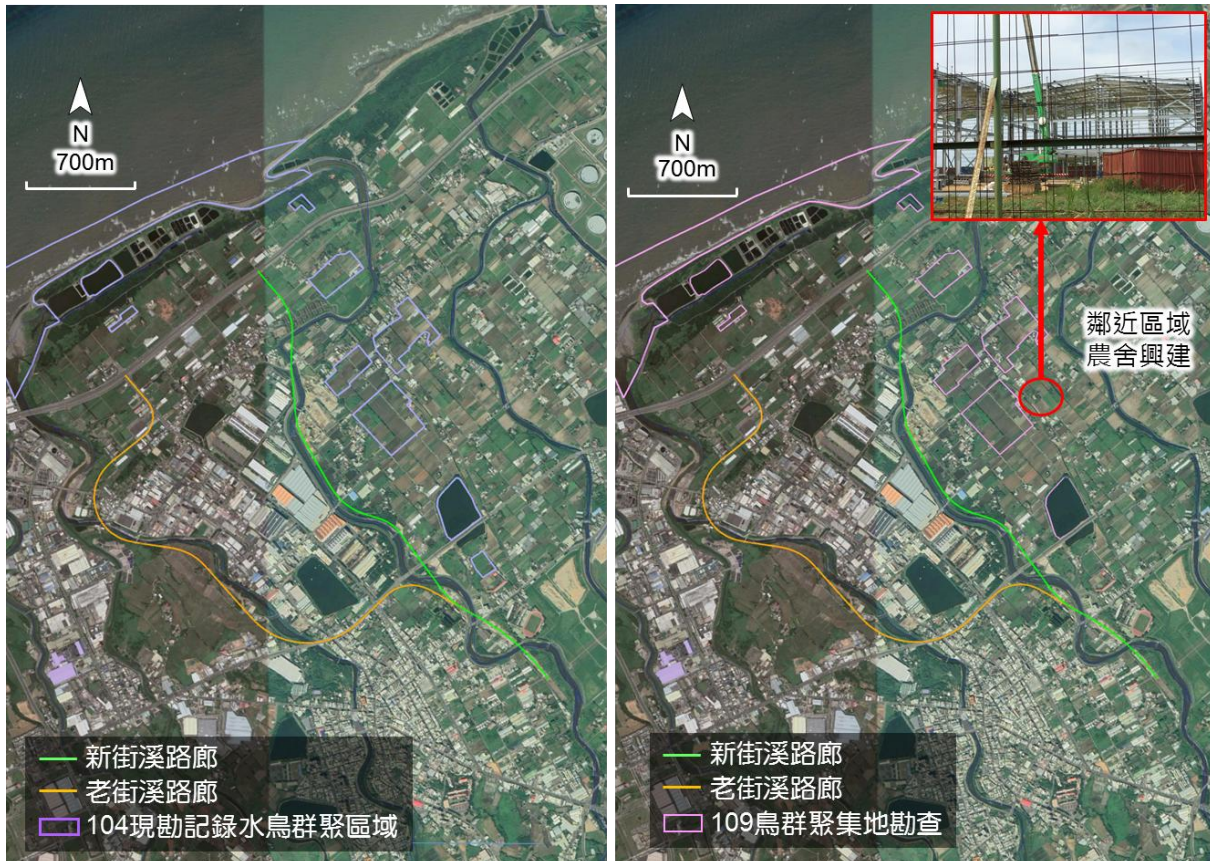 N
700m
新街溪路廊
老街溪路廊
104現勘記錄水鳥群聚區域
N
700m
鄰近區域
農舍興建
新街溪路廊
老街溪路廊
109鳥群聚集地勘查